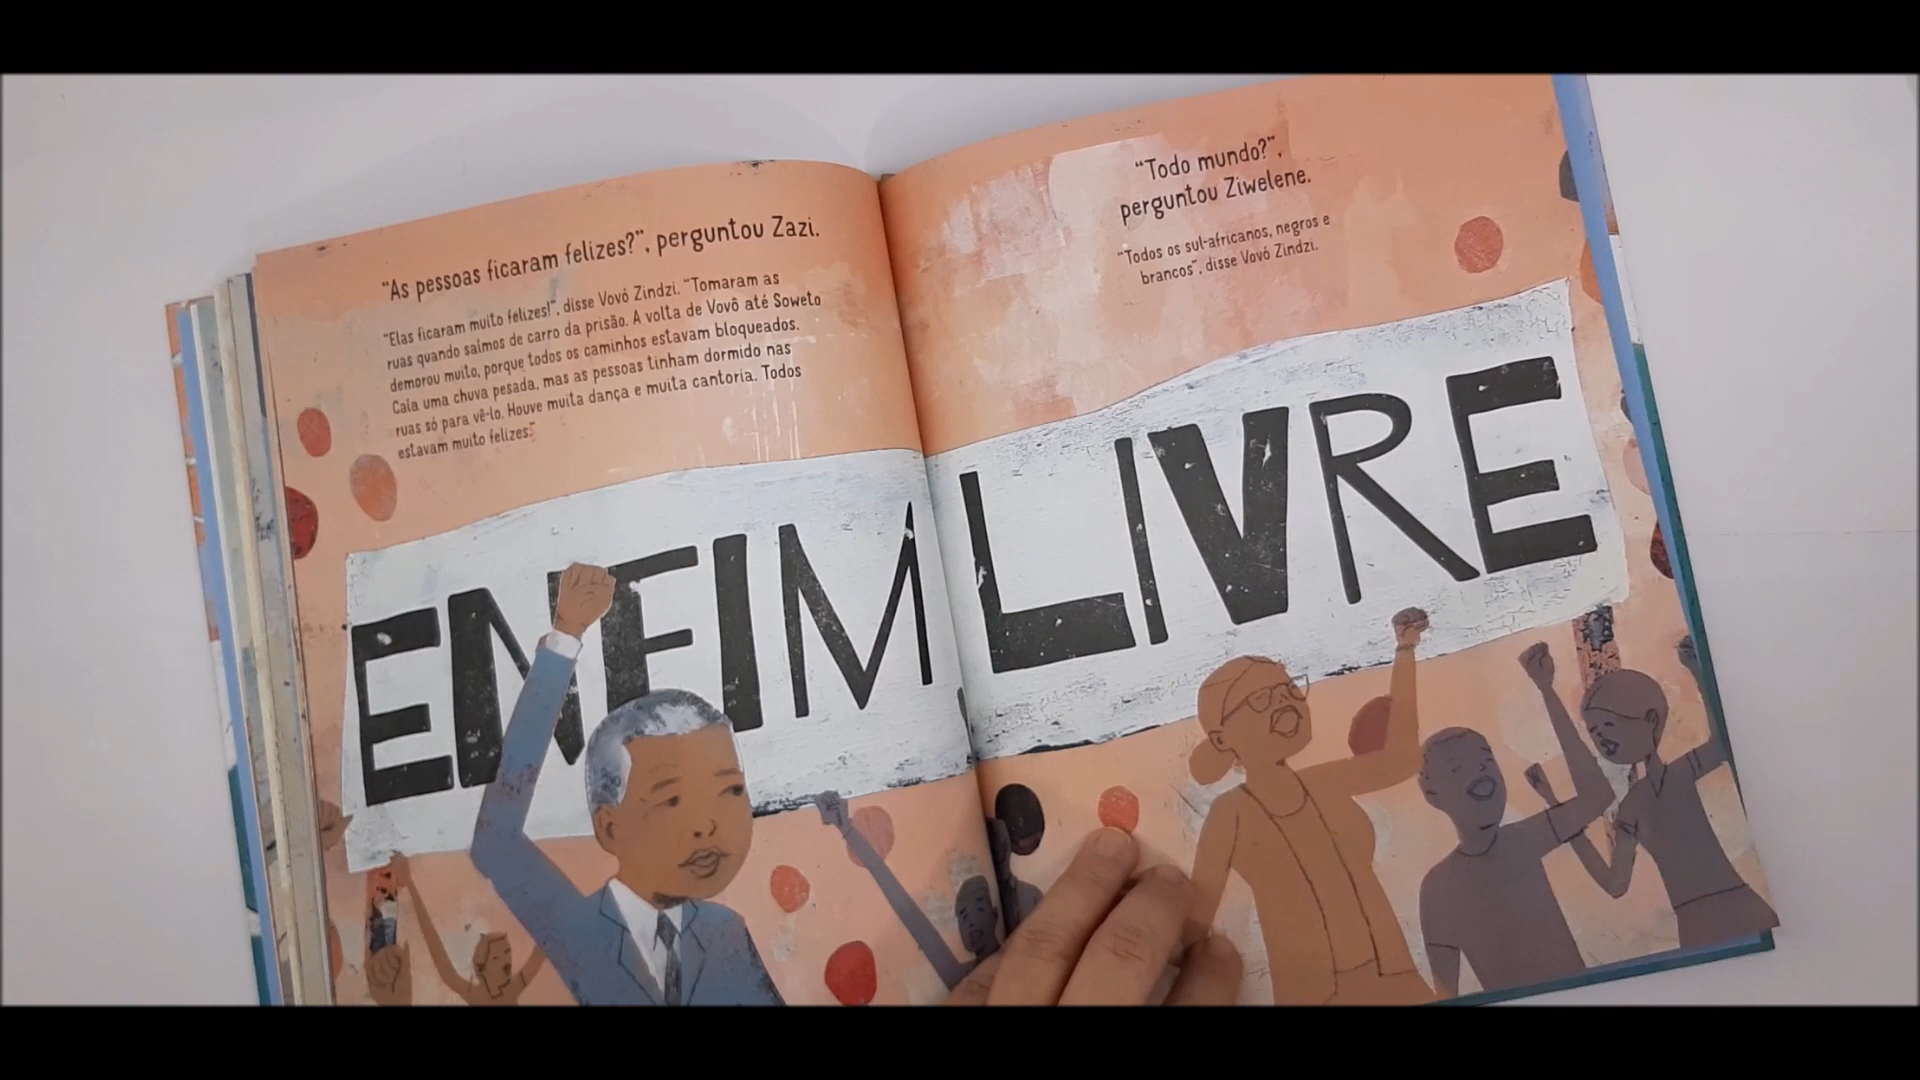 "As pessoas ficaram felizes?", perguntou Zazi.
"Elas ficaram muito felizes!", disse Vovó Zindzi. "Tomaram as
ruas quando saímos de carro da prisão. A volta de Vovô até Soweto
demorou muito, porque todos os caminhos estavam bloqueados.
Caía uma chuva pesada, mas as pessoas tinham dormido nas
ruas só para vê-lo. Houve muita dança e muita cantoria. Todos
estavam muito felizes."
"Todo mundo?",
perguntou Ziwelene.
"Todos os sul-africanos, negros e
brancos", disse Vovó Zindzi.
ENFIM LIVRE